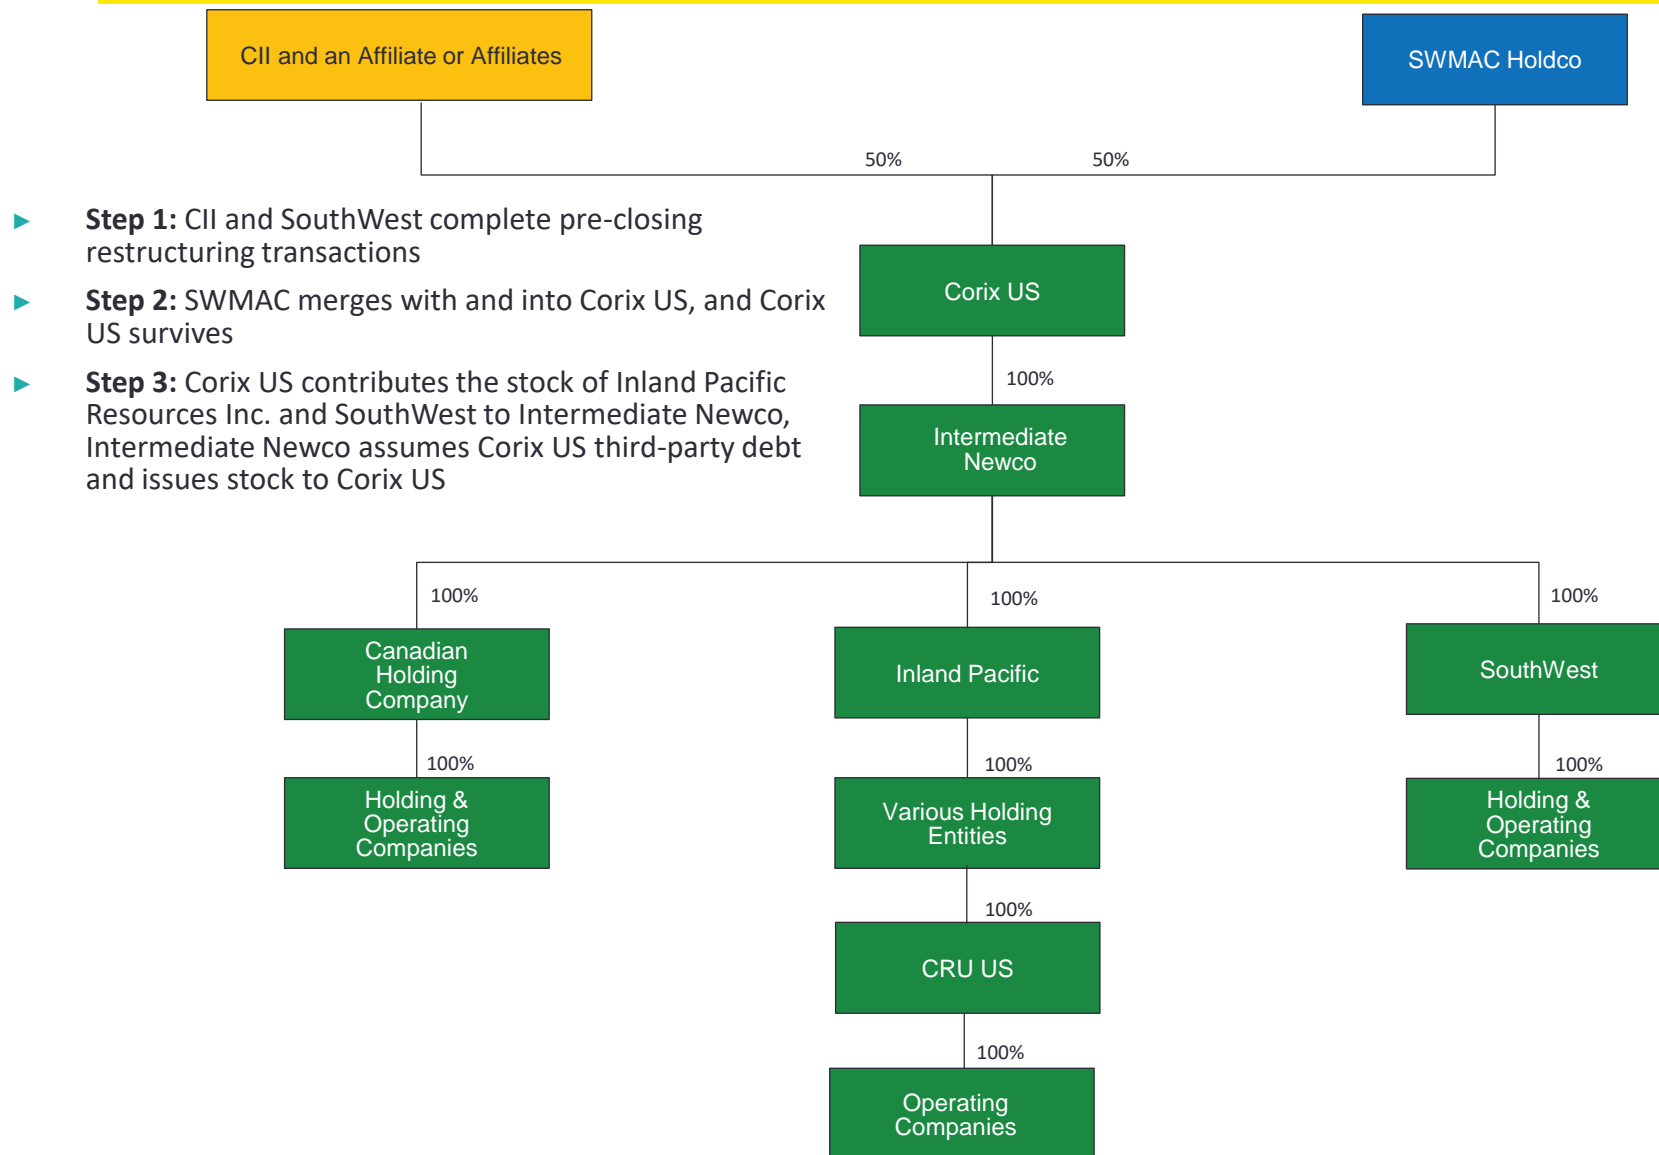 CII and an Affiliate or Affiliates
SWMAC Holdco
50%
50%
► Step 1: CII and SouthWest complete pre-closing
restructuring transactions
► Step 2: SWMAC merges with and into Corix US, and Corix
US survives
► Step 3: Corix US contributes the stock of Inland Pacific
Resources Inc. and SouthWest to Intermediate Newco,
Intermediate Newco assumes Corix US third-party debt
and issues stock to Corix US
Corix US
100%
Intermediate
Newco
100%
100%
100%
Canadian
Holding
Company
Inland Pacific
SouthWest
100%
100%
100%
Holding &
Operating
Companies
Various Holding
Entities
Holding &
Operating
Companies
100%
CRU US
100%
Operating
Companies